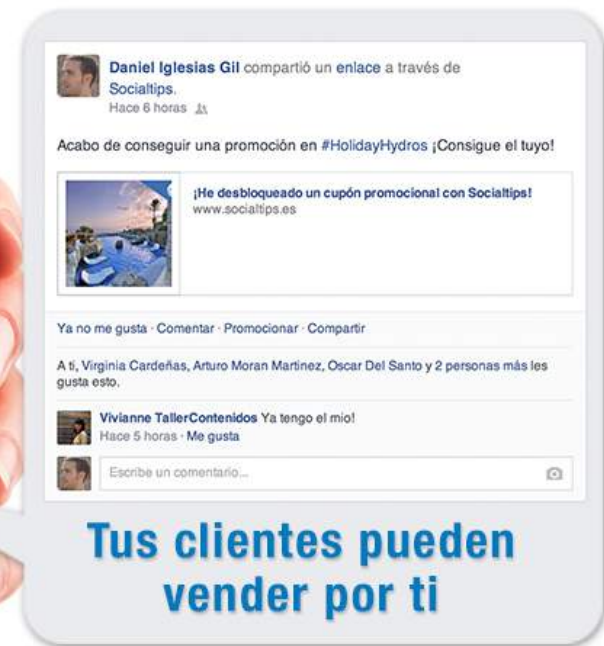 Daniel Iglesias Gil compartió un enlace a través de
Socialtips.
Hace 6 horas
Acabo de conseguir una promoción en #HolidayHydros ¡Consigue el tuyo!
¡He desbloqueado un cupón promocional con Socialtips!
www.socialtips.es
Ya no me gusta · Comentar · Promocionar · Compartir
A ti, Virginia Cardeñas, Arturo Moran Martinez, Oscar Del Santo y 2 personas más les
gusta esto.
Vivianne TallerContenidos Ya tengo el mio!
Hace 5 horas · Me gusta
Escribe un comentario...
Tus clientes pueden
vender por ti